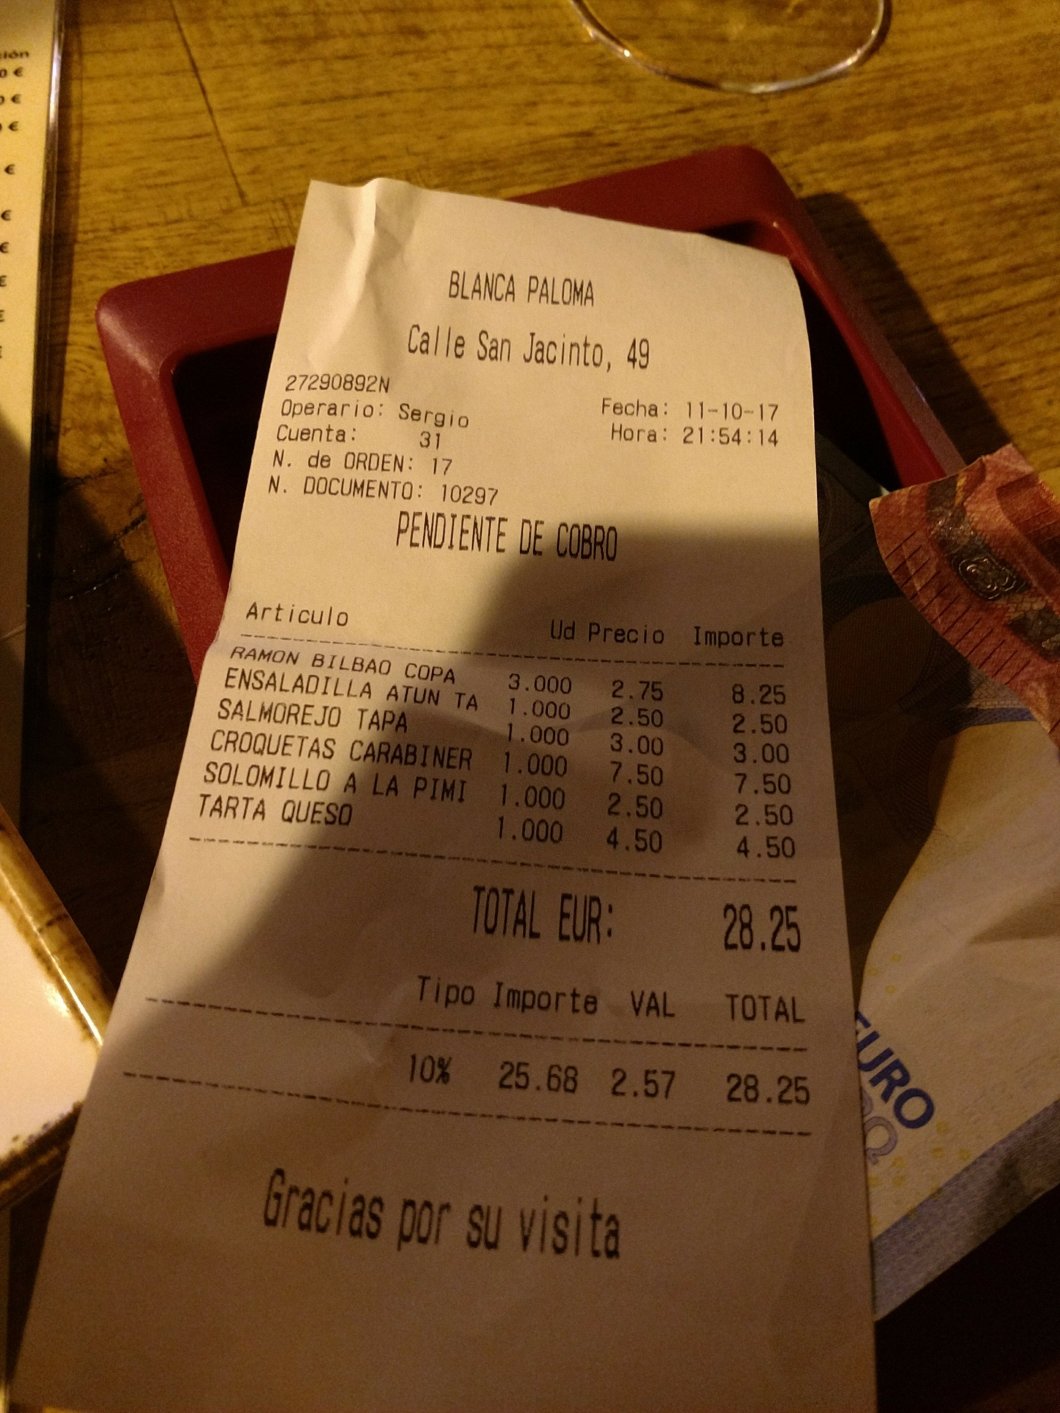 ción
0 €
0 €
0 €
€
€
€
€
€
€
BLANCA PALOMA
Calle San Jacinto, 49
27290892N
Operario: Sergio Fecha: 11-10-17
Cuenta: 31 Hora: 21:54:14
N. de ORDEN: 17
N. DOCUMENTO: 10297
PENDIENTE DE COBRO
Articulo Ud Precio Importe
RAMON BILBAO COPA 3.000 2.75 8.25
ENSALADILLA ATUN TA 1.000 2.50 2.50
SALMOREJO TAPA 1.000 3.00 3.00
CROQUETAS CARABINER 1.000 7.50 7.50
SOLOMILLO A LA PIMI 1.000 2.50 2.50
TARTA QUESO 1.000 4.50 4.50
TOTAL EUR: 28.25
Tipo Importe VAL TOTAL
10% 25.68 2.57 28.25
Gracias por su visita
EURO